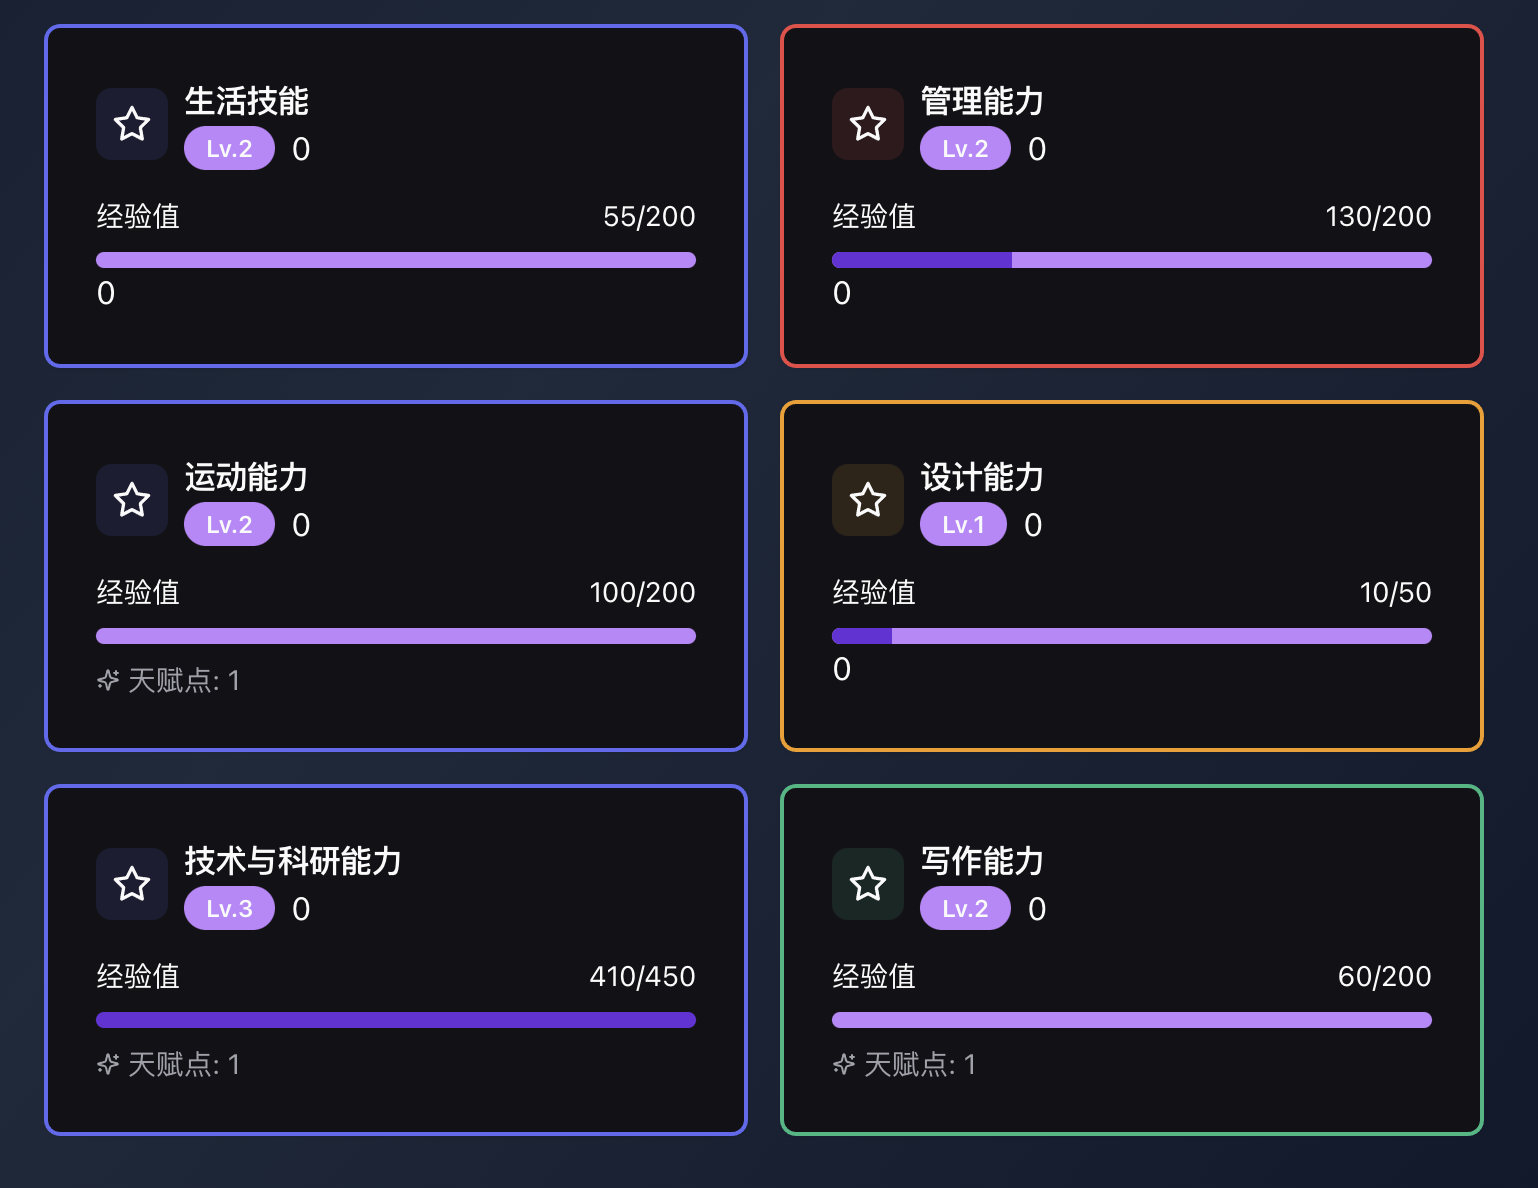 生活技能
Lv.2 0
经验值 55/200
0
管理能力
Lv.2 0
经验值 130/200
0
运动能力
Lv.2 0
经验值 100/200
天赋点: 1
设计能力
Lv.1 0
经验值 10/50
0
技术与科研能力
Lv.3 0
经验值 410/450
天赋点: 1
写作能力
Lv.2 0
经验值 60/200
天赋点: 1